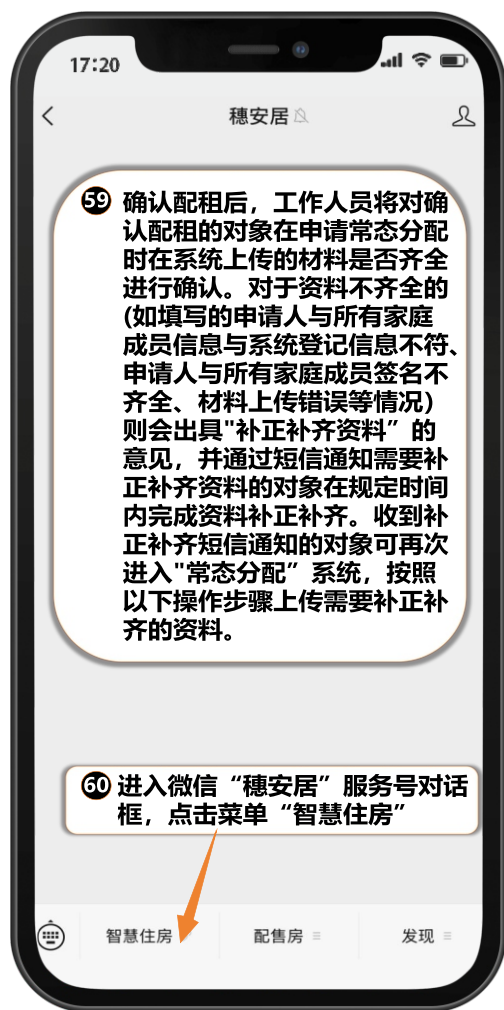 17:20
穗安居
59 确认配租后，工作人员将对确
认配租的对象在申请常态分配
时在系统上传的材料是否齐全
进行确认。对于资料不齐全的
(如填写的申请人与所有家庭
成员信息与系统登记信息不符、
申请人与所有家庭成员签名不
齐全、材料上传错误等情况)
则会出具"补正补齐资料”的
意见，并通过短信通知需要补
正补齐资料的对象在规定时间
内完成资料补正补齐。收到补
正补齐短信通知的对象可再次
进入"常态分配”系统，按照
以下操作步骤上传需要补正补
齐的资料。
60 进入微信“穗安居”服务号对话
框，点击菜单“智慧住房”
智慧住房 配售房 发现